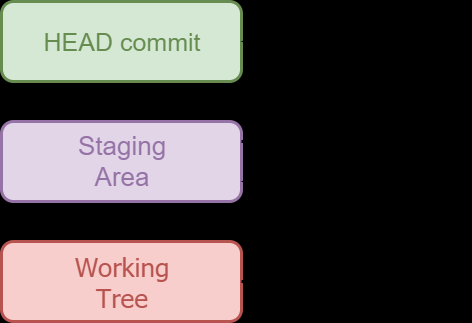 HEAD commit
Staging
Area
Working
Tree